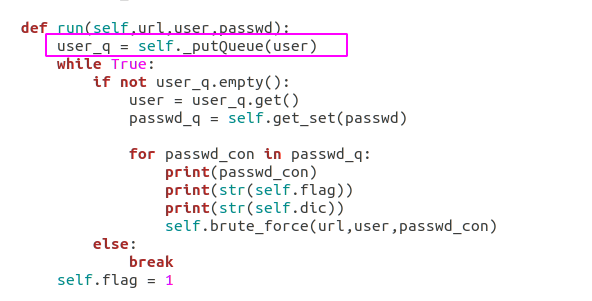 def run(self,url,user,passwd):
    user_q = self._putQueue(user)
    while True:
        if not user_q.empty():
            user = user_q.get()
            passwd_q = self.get_set(passwd)

            for passwd_con in passwd_q:
                print(passwd_con)
                print(str(self.flag))
                print(str(self.dic))
                self.brute_force(url,user,passwd_con)
        else:
            break
    self.flag = 1